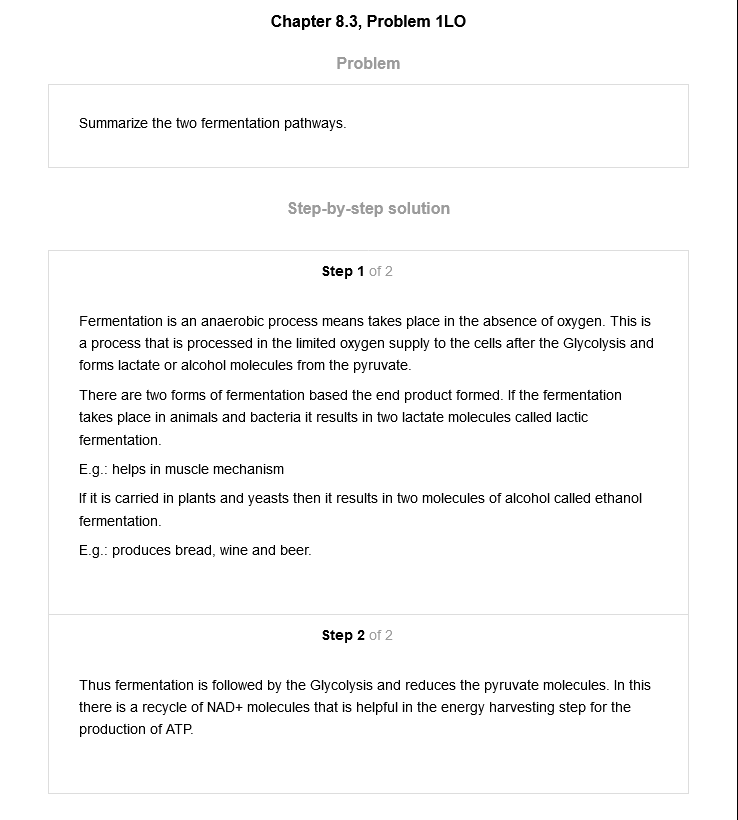 Chapter 8.3, Problem 1LO
Problem
Summarize the two fermentation pathways.
Step-by-step solution
Step 1 of 2
Fermentation is an anaerobic process means takes place in the absence of oxygen. This is
a process that is processed in the limited oxygen supply to the cells after the Glycolysis and
forms lactate or alcohol molecules from the pyruvate.
There are two forms of fermentation based the end product formed. If the fermentation
takes place in animals and bacteria it results in two lactate molecules called lactic
fermentation.
E.g.: helps in muscle mechanism
If it is carried in plants and yeasts then it results in two molecules of alcohol called ethanol
fermentation.
E.g.: produces bread, wine and beer.
Step 2 of 2
Thus fermentation is followed by the Glycolysis and reduces the pyruvate molecules. In this
there is a recycle of NAD+ molecules that is helpful in the energy harvesting step for the
production of ATP.